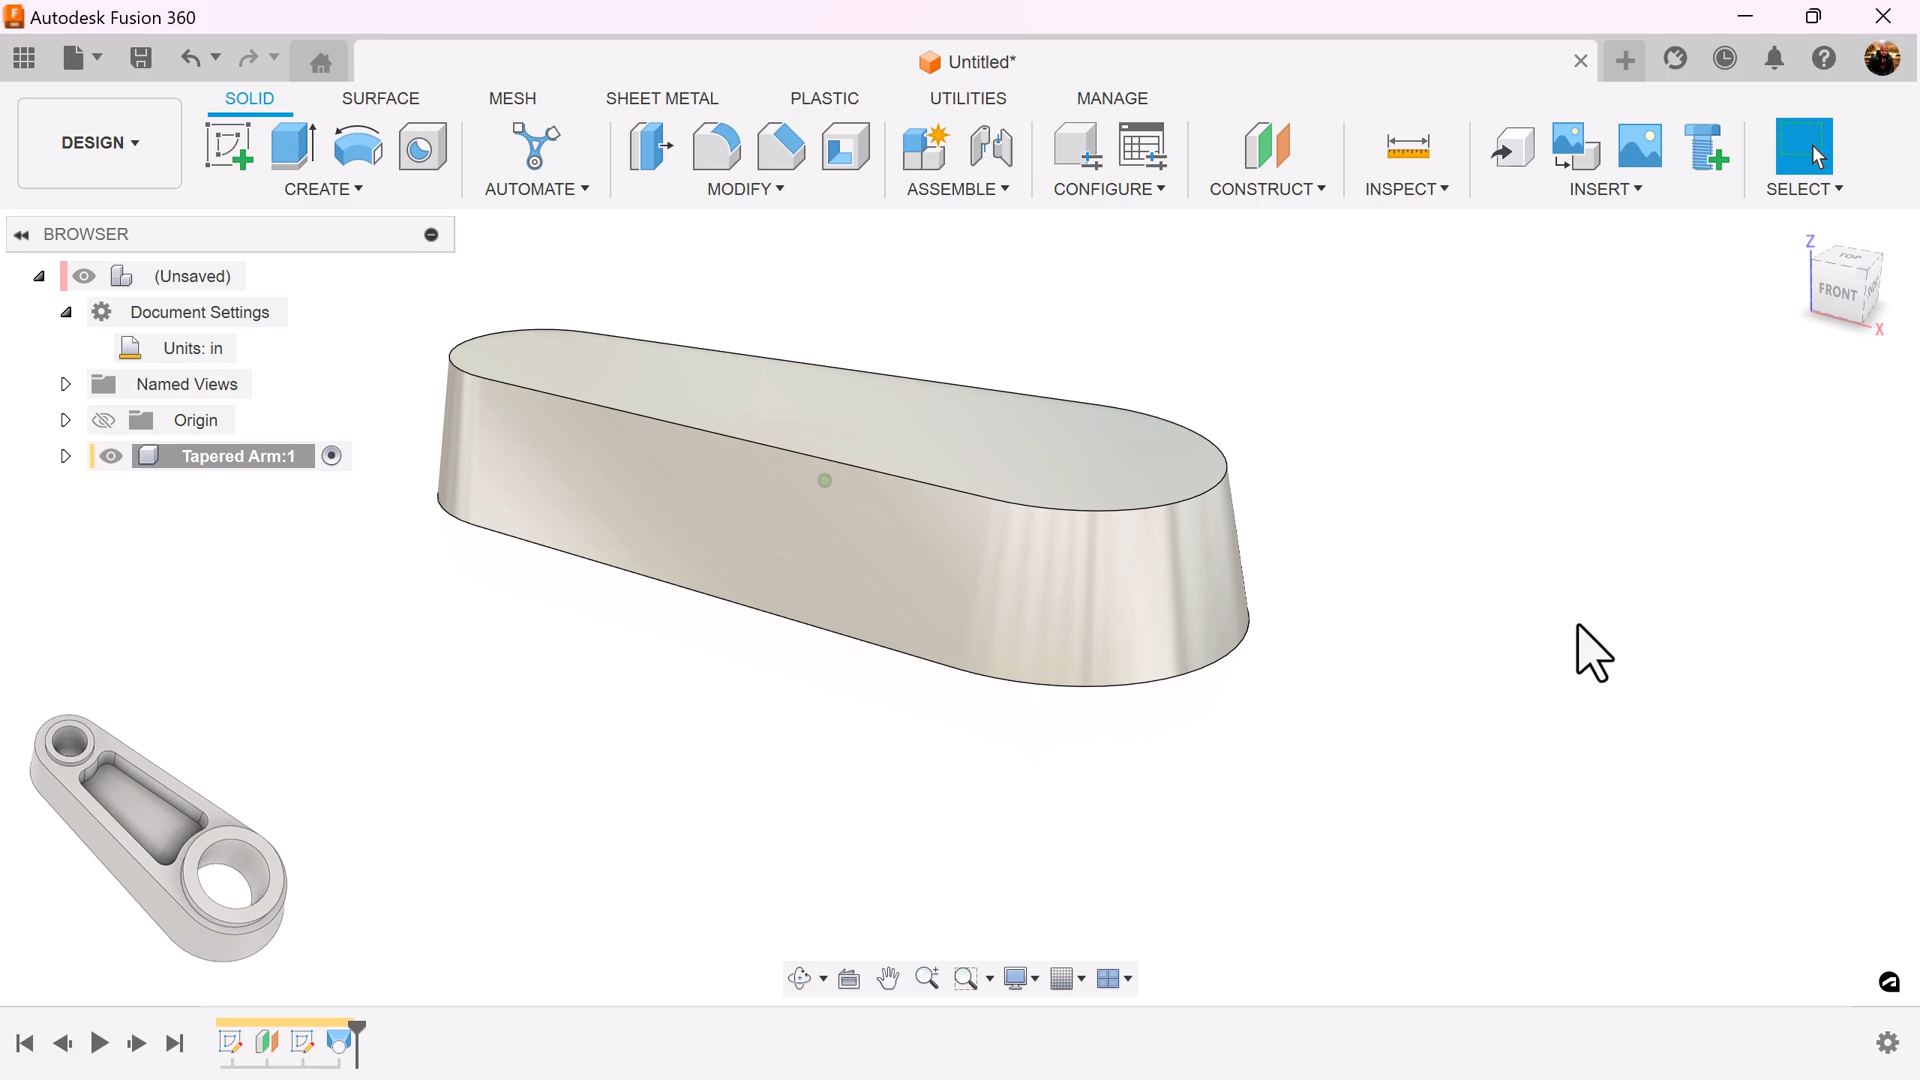 Autodesk Fusion 360
Untitled*
SOLID SURFACE MESH SHEET METAL PLASTIC UTILITIES MANAGE
DESIGN
CREATE AUTOMATE MODIFY ASSEMBLE CONFIGURE CONSTRUCT INSPECT INSERT SELECT
BROWSER
(Unsaved)
Document Settings
Units: in
Named Views
Origin
Tapered Arm:1
Z
TOP
FRONT
X